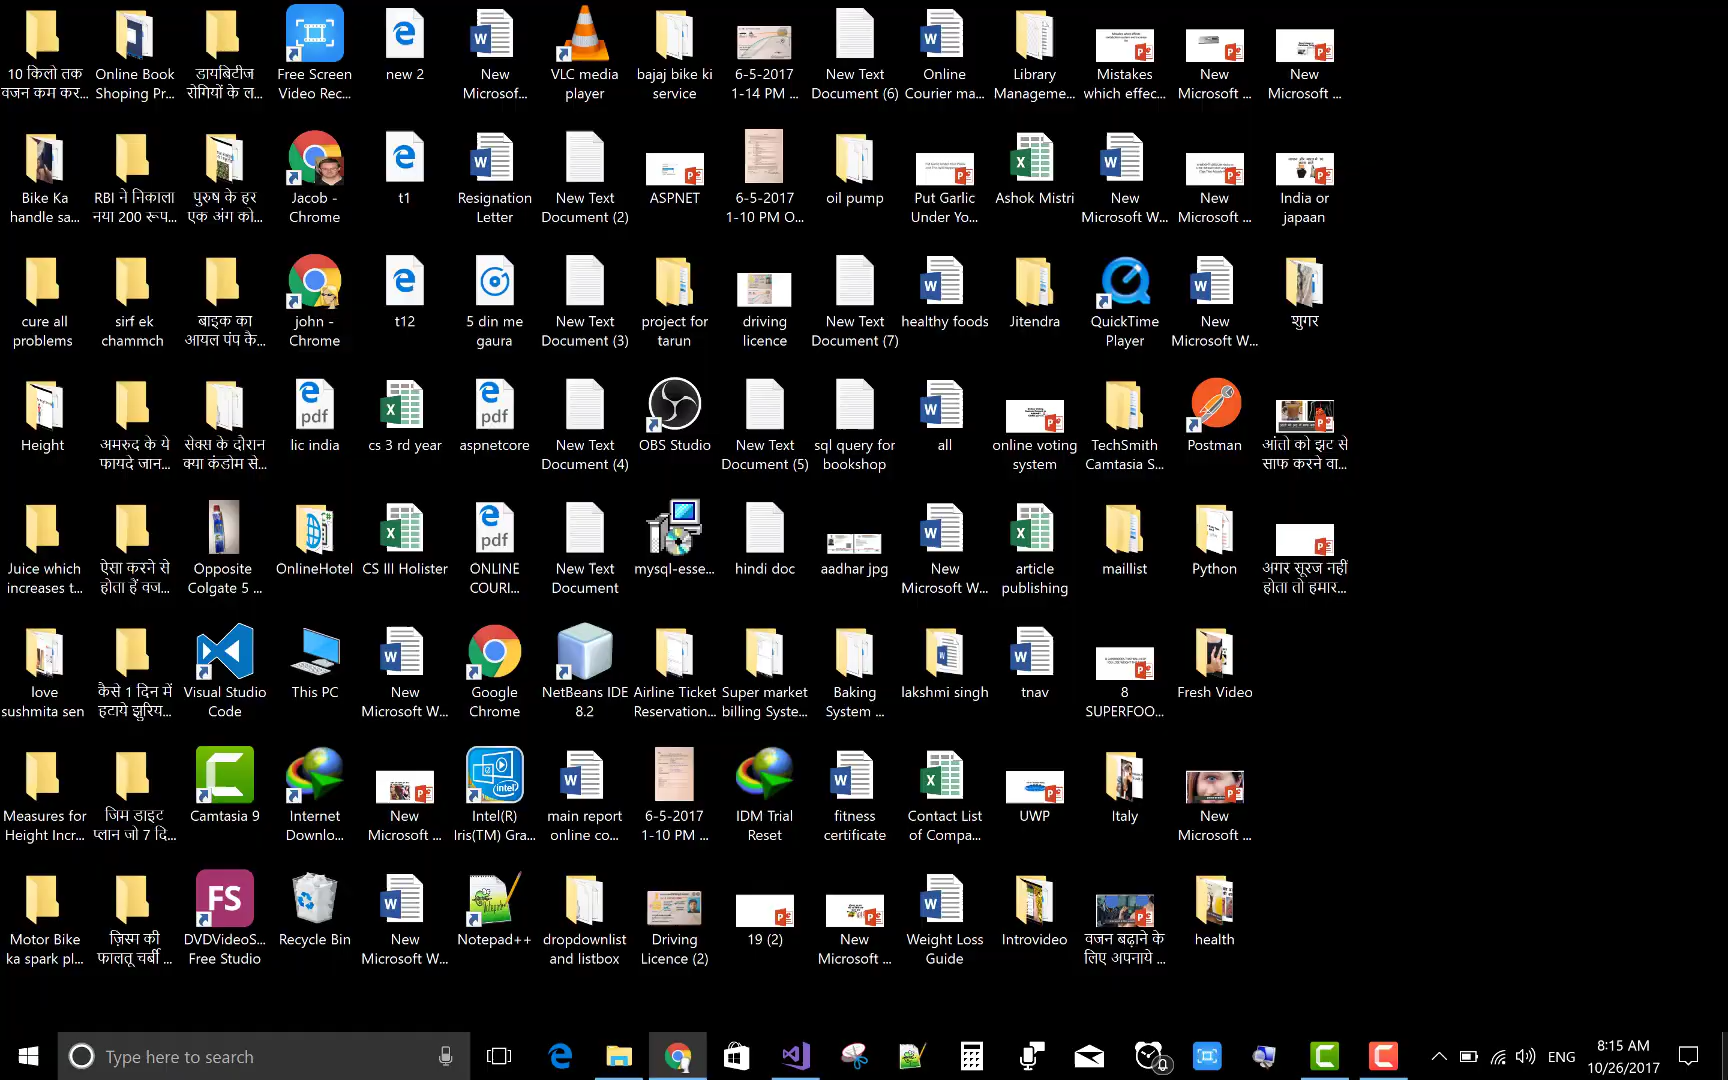 10 किलो तक
वजन कम कर...
Online Book
Shoping Pr...
डायबिटीज
रोगियों के ल...
Free Screen
Video Rec...
new 2
New
Microsof...
VLC media
player
bajaj bike ki
service
6-5-2017
1-14 PM ...
New Text
Document (6)
Online
Courier ma...
Library
Manageme...
Mistakes
which effec...
New
Microsoft ...
New
Microsoft ...
Bike Ka
handle sa...
RBI ने निकाला
नया 200 रूप...
पुरुष के हर
एक अंग को...
Jacob -
Chrome
t1
Resignation
Letter
New Text
Document (2)
ASPNET
6-5-2017
1-10 PM O...
oil pump
Put Garlic
Under Yo...
Ashok Mistri
New
Microsoft W...
New
Microsoft ...
India or
japaan
cure all
problems
sirf ek
chammch
बाइक का
आयल पंप कै...
john -
Chrome
t12
5 din me
gaura
New Text
Document (3)
project for
tarun
driving
licence
New Text
Document (7)
healthy foods
Jitendra
QuickTime
Player
New
Microsoft W...
शुगर
Height
अमरुद के ये
फायदे जान...
सेक्स के दौरान
क्या कंडोम से...
pdf
lic india
cs 3 rd year
pdf
aspnetcore
New Text
Document (4)
OBS Studio
New Text
Document (5)
sql query for
bookshop
all
online voting
system
TechSmith
Camtasia S...
Postman
आंतो को झट से
साफ करने वा...
Juice which
increases t...
ऐसा करने से
होता हैं वज...
Opposite
Colgate 5 ...
OnlineHotel
CS III Holister
pdf
ONLINE
COURI...
New Text
Document
mysql-esse...
hindi doc
aadhar jpg
New
Microsoft W...
article
publishing
maillist
Python
अगर सूरज नहीं
होता तो हमार...
love
sushmita sen
कैसे 1 दिन में
हटाये झुरिय...
Visual Studio
Code
This PC
New
Microsoft W...
Google
Chrome
NetBeans IDE
8.2
Airline Ticket
Reservation...
Super market
billing Syste...
Baking
System ...
lakshmi singh
tnav
8
SUPERFOO...
Fresh Video
Measures for
Height Incr...
जिम डाइट
प्लान जो 7 दि...
Camtasia 9
Internet
Downlo...
New
Microsoft ...
intel
Intel(R)
Iris(TM) Gra...
main report
online co...
6-5-2017
1-10 PM ...
IDM Trial
Reset
fitness
certificate
Contact List
of Compa...
UWP
Italy
New
Microsoft ...
Motor Bike
ka spark pl...
ज़िस्म की
फालतू चर्बी ...
FS
DVDVideoS...
Free Studio
Recycle Bin
New
Microsoft W...
Notepad++
dropdownlist
and listbox
Driving
Licence (2)
19 (2)
New
Microsoft ...
Weight Loss
Guide
Introvideo
वजन बढ़ाने के
लिए अपनाये ...
health
Type here to search
ENG
8:15 AM
10/26/2017